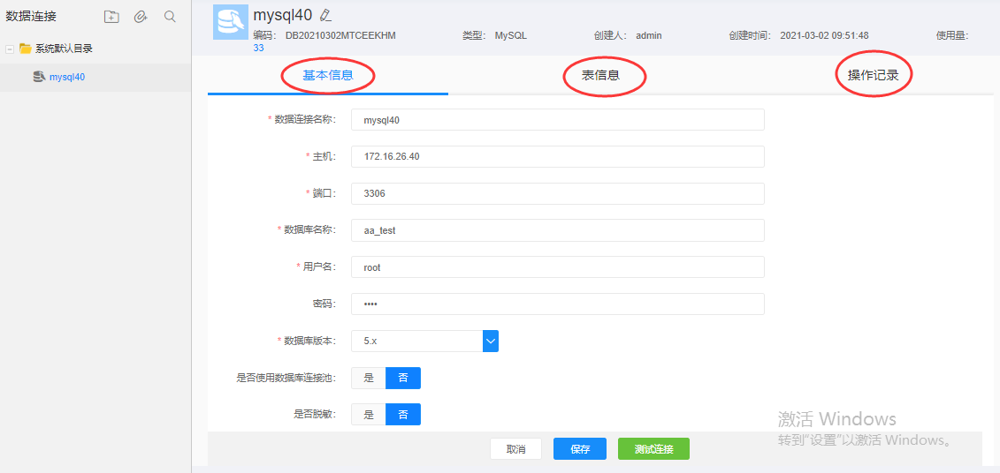 数据连接
系统默认目录
mysql40
mysql40
编码： DB20210302MTCEEKHM 类型： MySQL 创建人： admin 创建时间： 2021-03-02 09:51:48 使用量：
33
基本信息 表信息 操作记录
* 数据连接名称： mysql40
* 主机： 172.16.26.40
* 端口： 3306
* 数据库名称： aa_test
* 用户名： root
密码： ••••
* 数据库版本： 5.x
是否使用数据库连接池： 是 否
是否脱敏： 是 否
取消 保存 测试连接
激活 Windows
转到“设置”以激活 Windows。